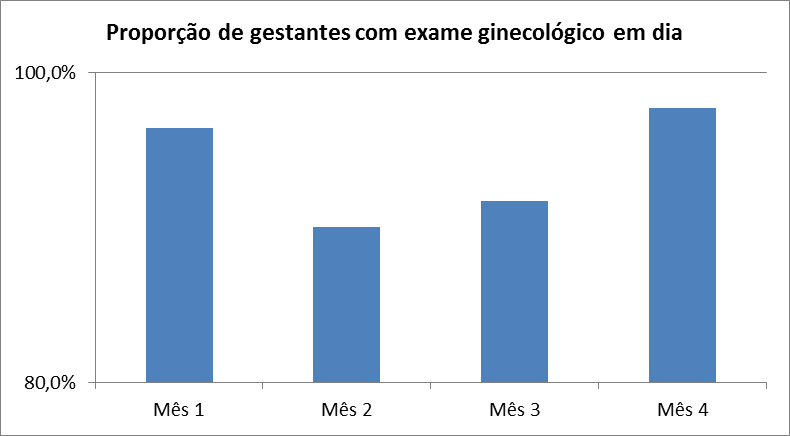 Proporção de gestantes com exame ginecológico em dia
100,0%
80,0%
Mês 1 Mês 2 Mês 3 Mês 4